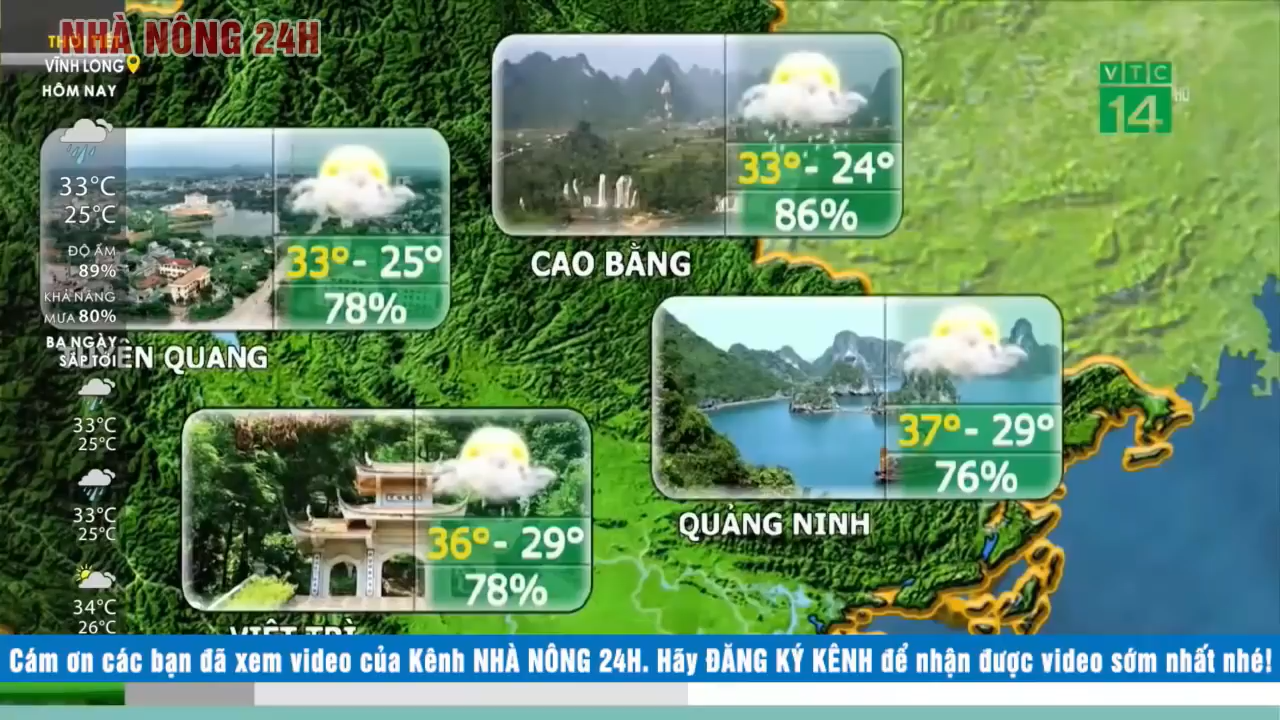 NHÀ NÔNG 24H
VĨNH LONG
HÔM NAY
33°C
25°C
ĐỘ ẨM
89%
KHẢ NĂNG
MƯA 80%
BA NGÀY
SẮP TỚI
33°C
25°C
33°C
25°C
34°C
26°C
33°- 25°
78%
QUANG
33°- 24°
86%
CAO BẰNG
VTC
14
37°- 29°
76%
QUẢNG NINH
36°- 29°
78%
VIỆT TRÌ
Cám ơn các bạn đã xem video của Kênh NHÀ NÔNG 24H. Hãy ĐĂNG KÝ KÊNH để nhận được video sớm nhất nhé!